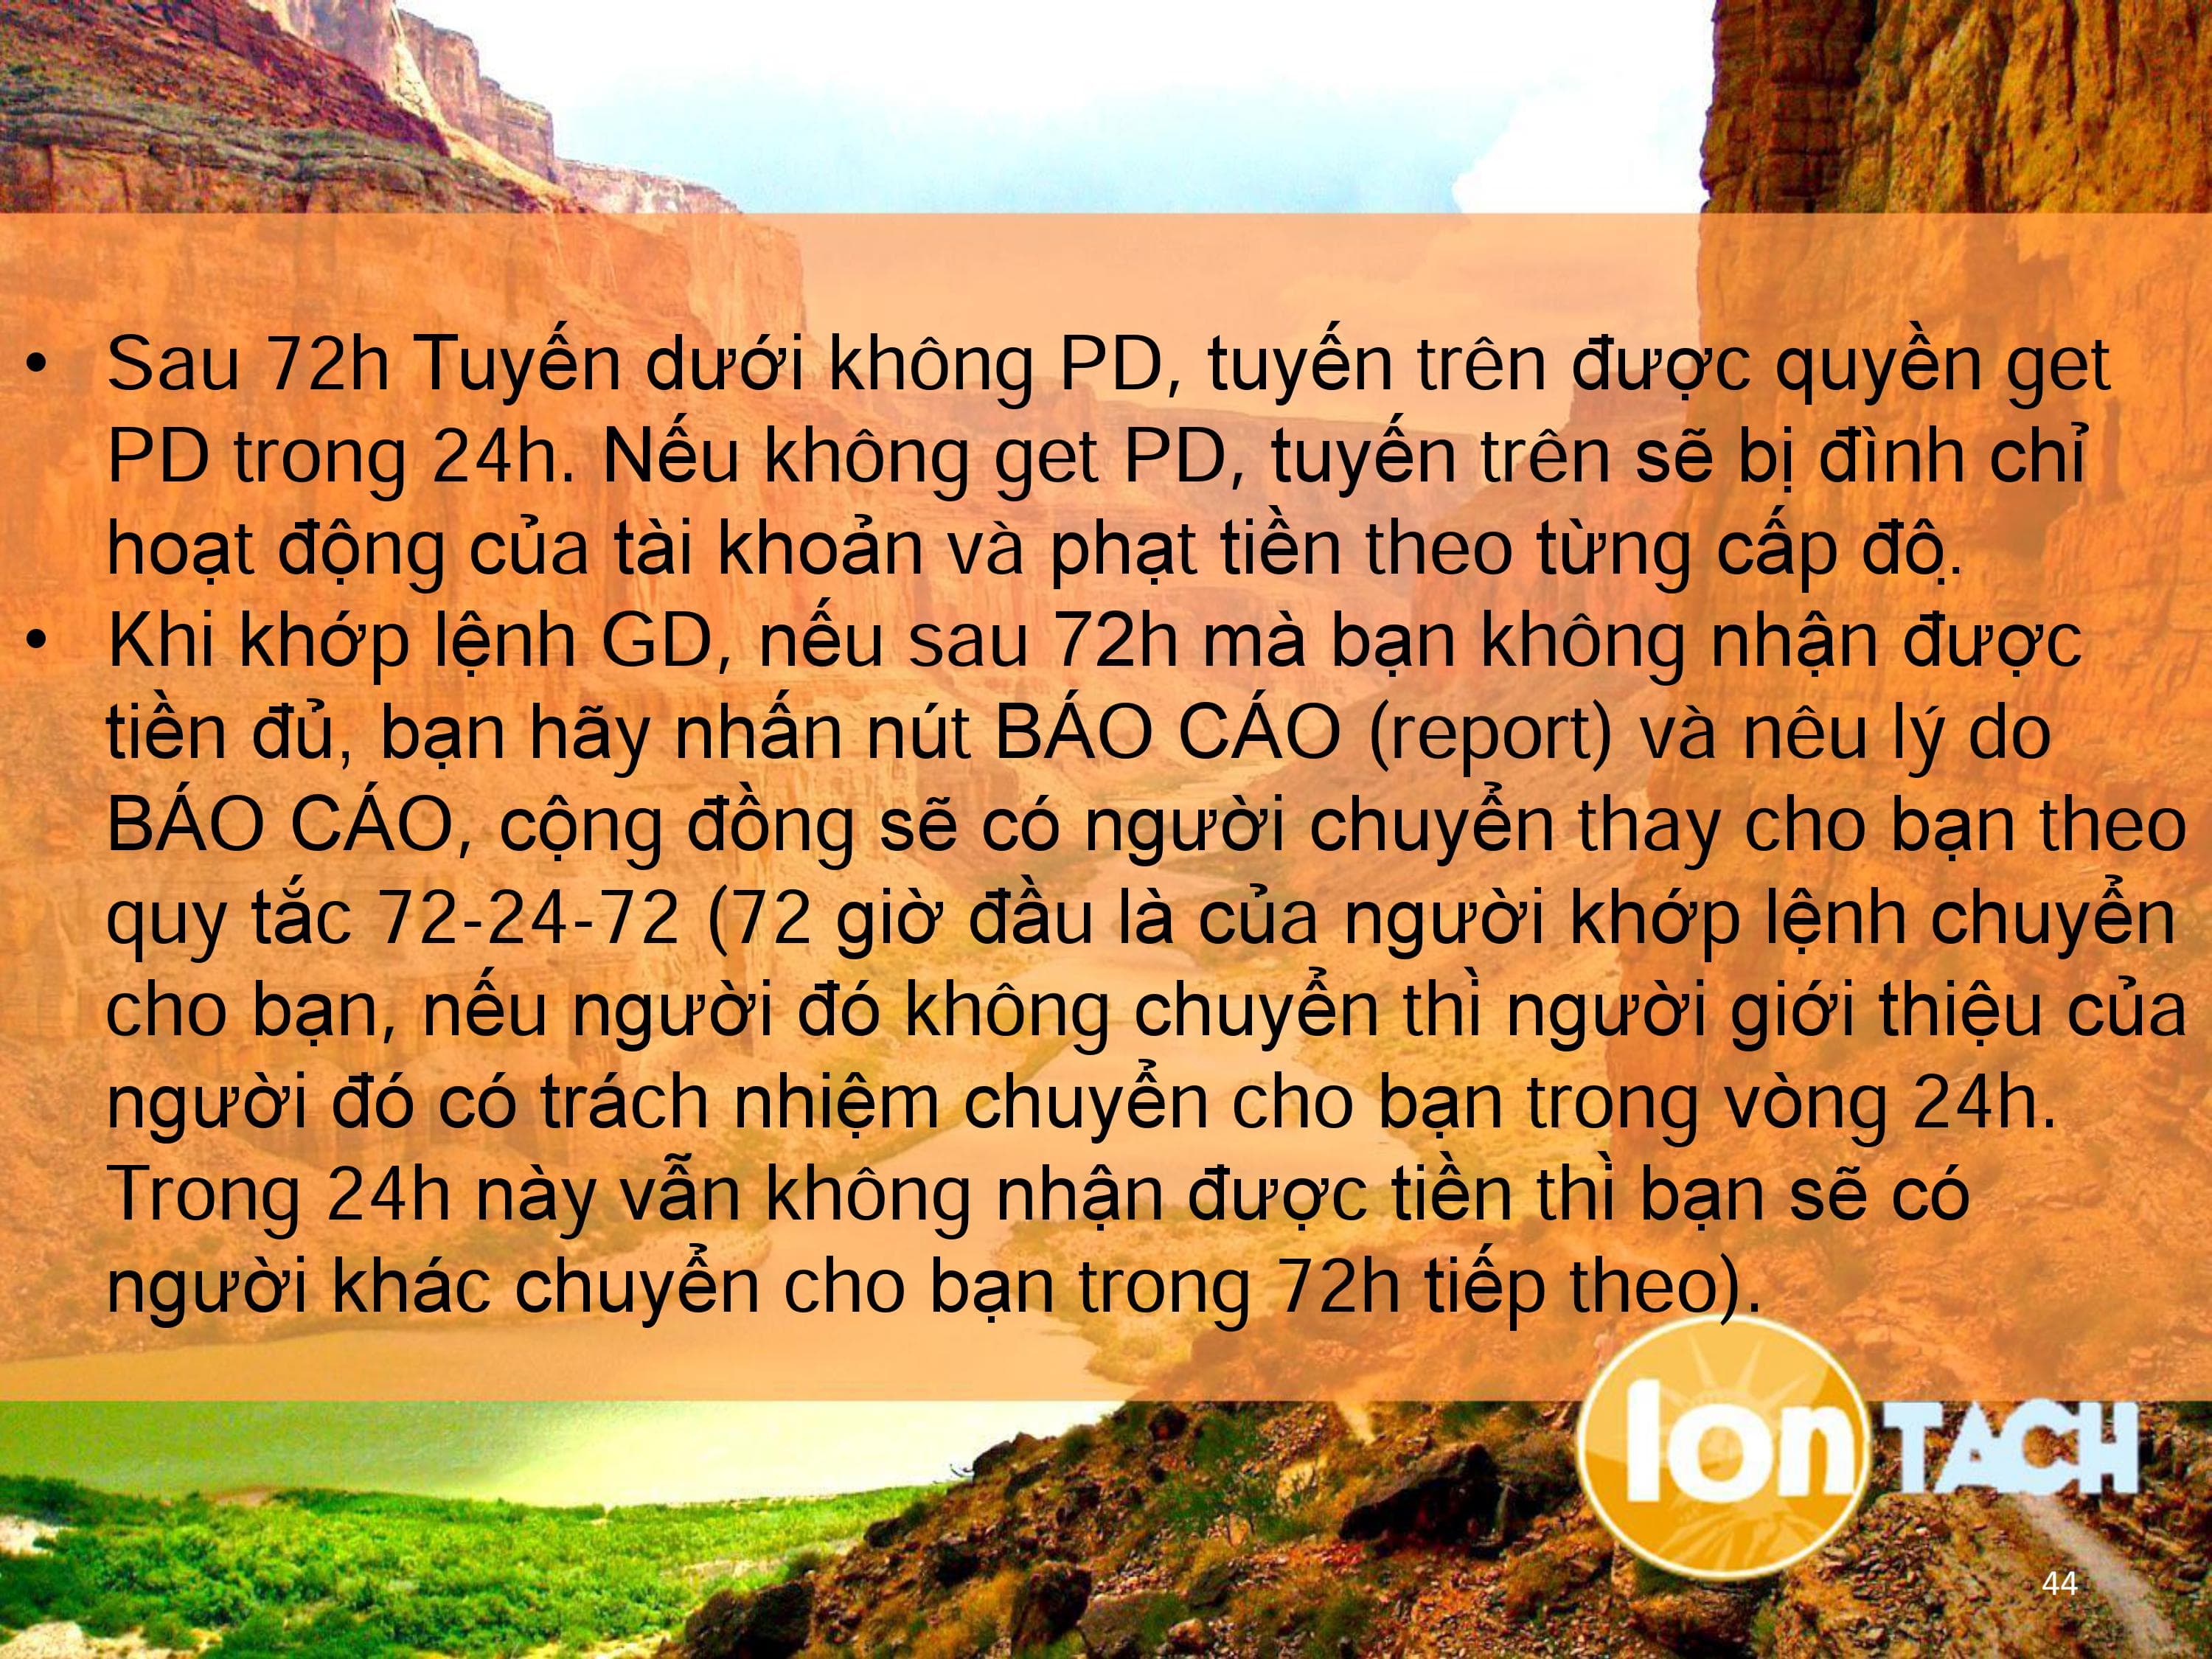 • Sau 72h Tuyến dưới không PD, tuyến trên được quyền get
PD trong 24h. Nếu không get PD, tuyến trên sẽ bị đình chỉ
hoạt động của tài khoản và phạt tiền theo từng cấp độ.
• Khi khớp lệnh GD, nếu sau 72h mà bạn không nhận được
tiền đủ, bạn hãy nhấn nút BÁO CÁO (report) và nêu lý do
BÁO CÁO, cộng đồng sẽ có người chuyển thay cho bạn theo
quy tắc 72-24-72 (72 giờ đầu là của người khớp lệnh chuyển
cho bạn, nếu người đó không chuyển thì người giới thiệu của
người đó có trách nhiệm chuyển cho bạn trong vòng 24h.
Trong 24h này vẫn không nhận được tiền thì bạn sẽ có
người khác chuyển cho bạn trong 72h tiếp theo).
Ion TACH
44